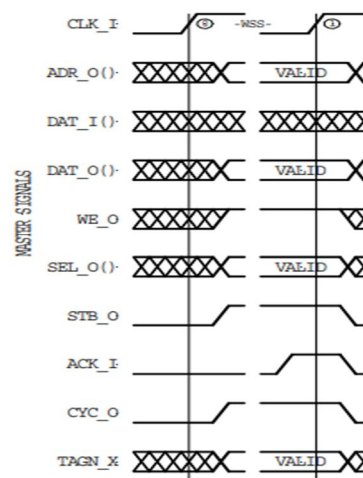 MASTER SIGNALS
CLK_I 0 -WSS- 1
ADR_O() VALID
DAT_I()
DAT_O() VALID
WE_O
SEL_O() VALID
STB_O
ACK_I
CYC_O
TAGN_X VALID